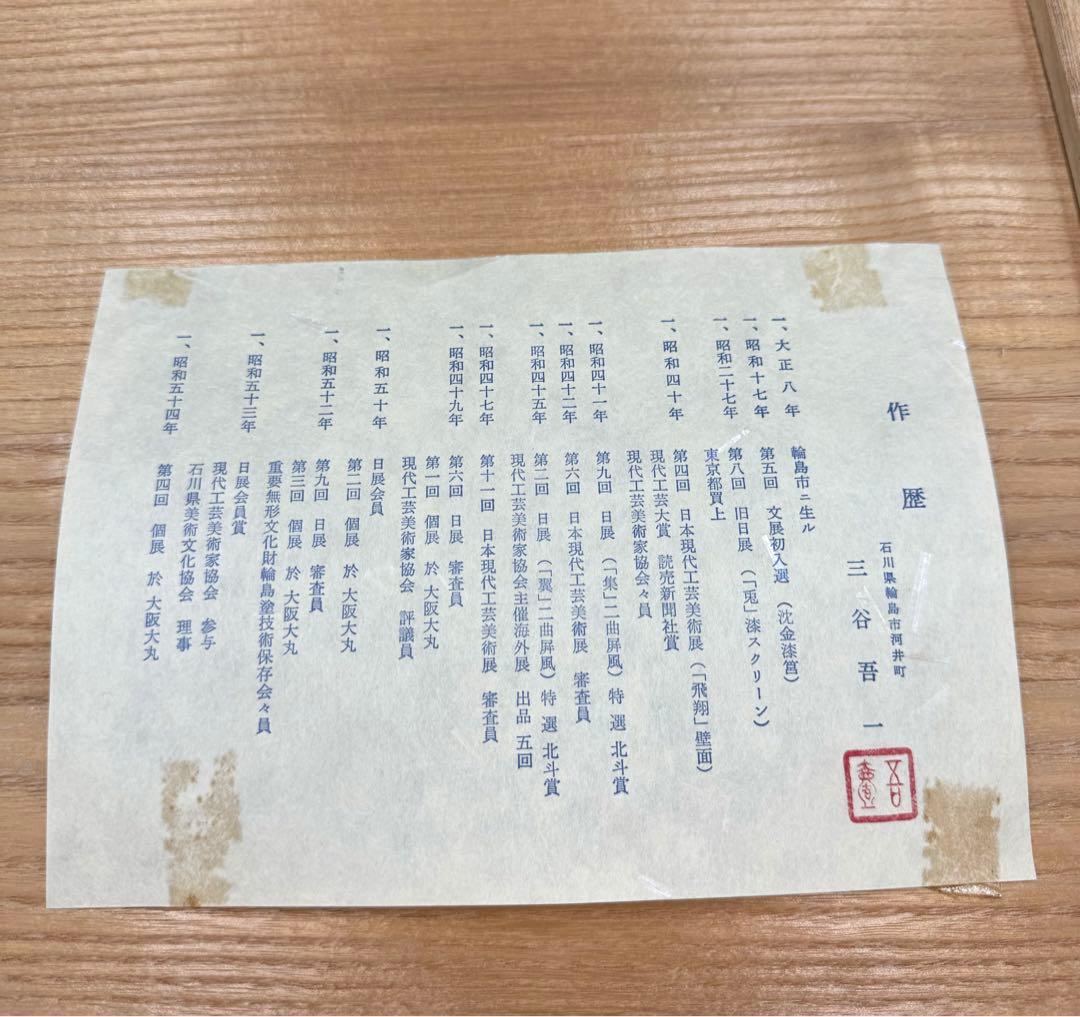 作歴
石川県輪島市河井町
三谷吾一
一、大正八年 輪島市ニ生ル
一、昭和十七年 第五回 文展初入選 (沈金漆筥)
一、昭和二十七年 第八回 旧日展 (「兎」漆スクリーン)
東京都買上
一、昭和四十年 第四回 日本現代工芸美術展 (「飛翔」壁面)
現代工芸大賞 読売新聞社賞
現代工芸美術家協会々員
一、昭和四十一年 第九回 日展 (「集」二曲屏風) 特選 北斗賞
一、昭和四十二年 第六回 日本現代工芸美術展 審査員
一、昭和四十五年 第二回 日展 (「翼」二曲屏風) 特選 北斗賞
現代工芸美術家協会主催海外展 出品 五回
一、昭和四十七年 第十一回 日本現代工芸美術展 審査員
一、昭和四十九年 第六回 日展 審査員
第一回 個展 於 大阪大丸
現代工芸美術家協会 評議員
一、昭和五十年 日展会員
第二回 個展 於 大阪大丸
一、昭和五十二年 第九回 日展 審査員
第三回 個展 於 大阪大丸
重要無形文化財輪島塗技術保存会々員
一、昭和五十三年 日展会員賞
現代工芸美術家協会 参与
石川県美術文化協会 理事
一、昭和五十四年 第四回 個展 於 大阪大丸